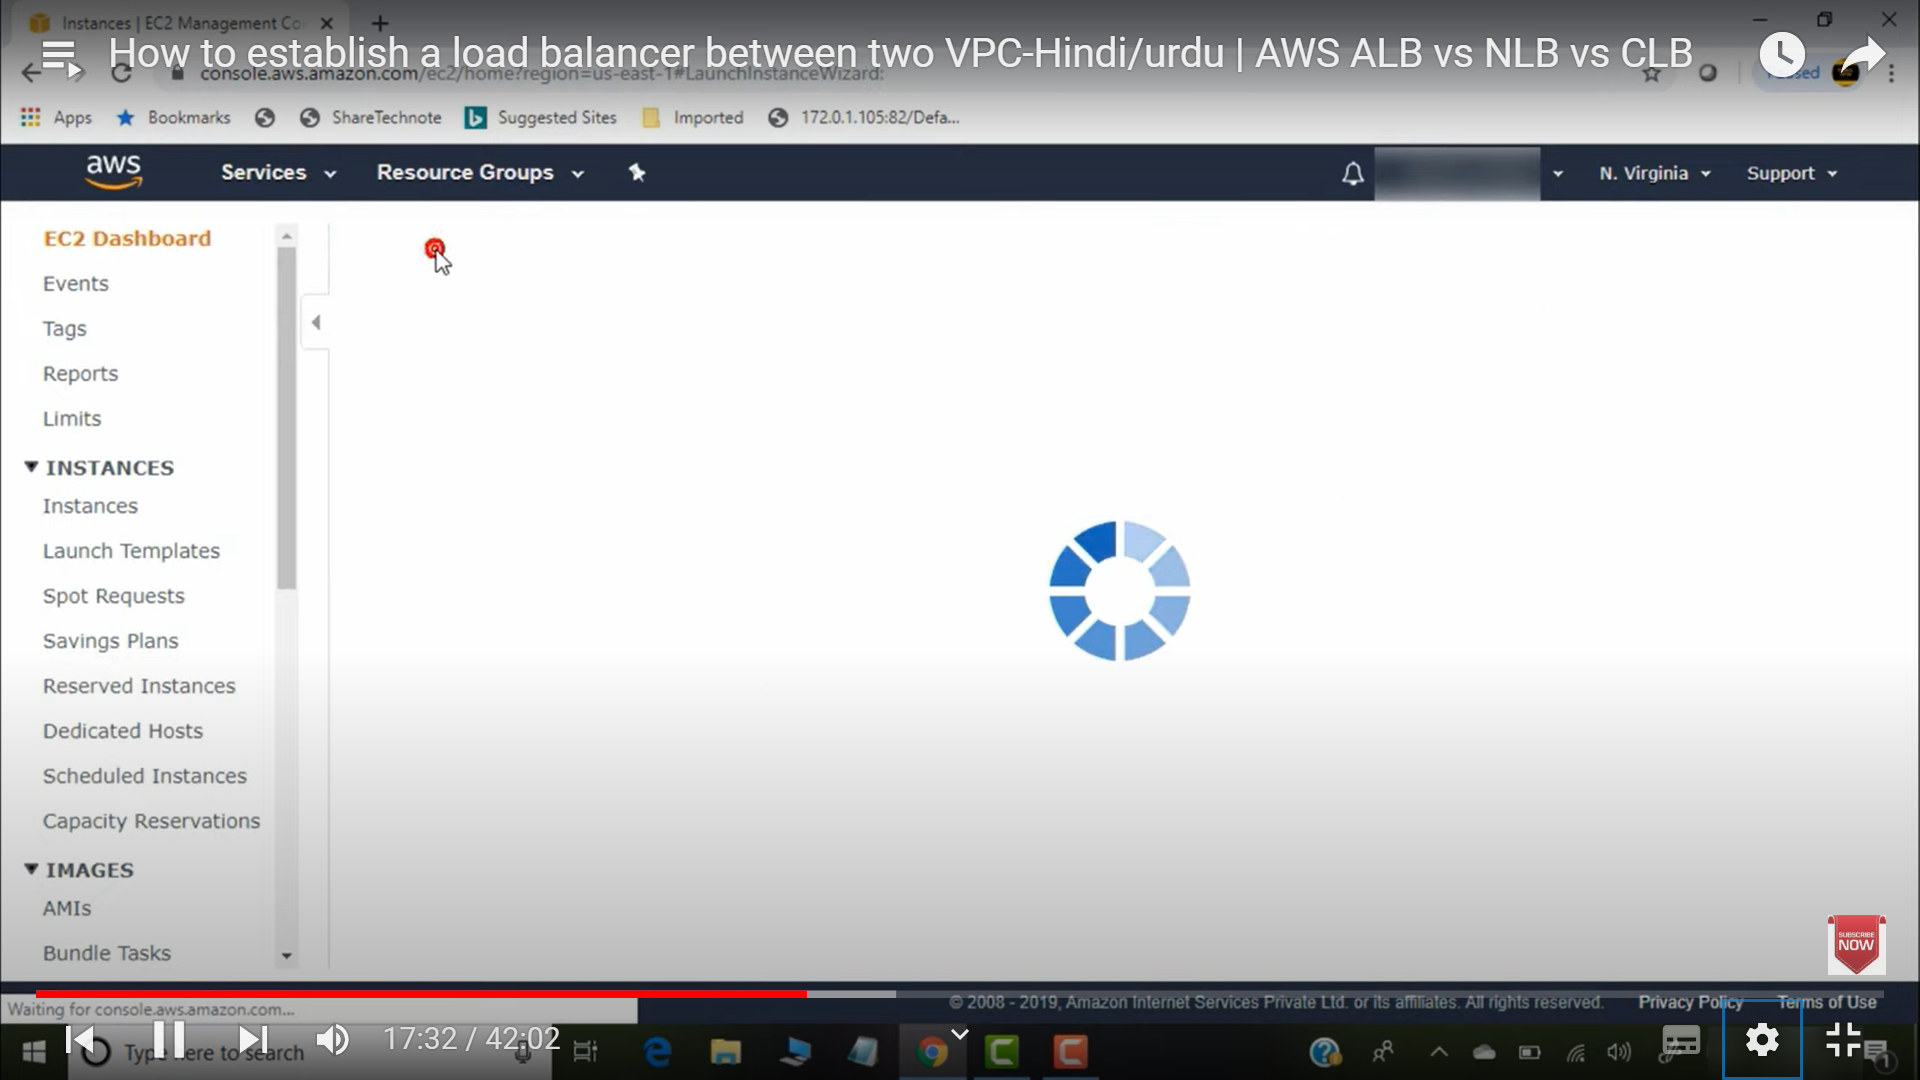 Instances | EC2 Management Co
How to establish a load balancer between two VPC-Hindi/urdu | AWS ALB vs NLB vs CLB
console.aws.amazon.com/ec2/home?region=us-east-1#LaunchInstanceWizard:
Apps Bookmarks ShareTechnote Suggested Sites Imported 172.0.1.105:82/Defa...
aws Services Resource Groups N. Virginia Support
EC2 Dashboard
Events
Tags
Reports
Limits
INSTANCES
Instances
Launch Templates
Spot Requests
Savings Plans
Reserved Instances
Dedicated Hosts
Scheduled Instances
Capacity Reservations
IMAGES
AMIs
Bundle Tasks
SUBSCRIBE
NOW
Waiting for console.aws.amazon.com...
© 2008 - 2019, Amazon Internet Services Private Ltd. or its affiliates. All rights reserved. Privacy Policy Terms of Use
17:32 / 42:02
Type here to search
1